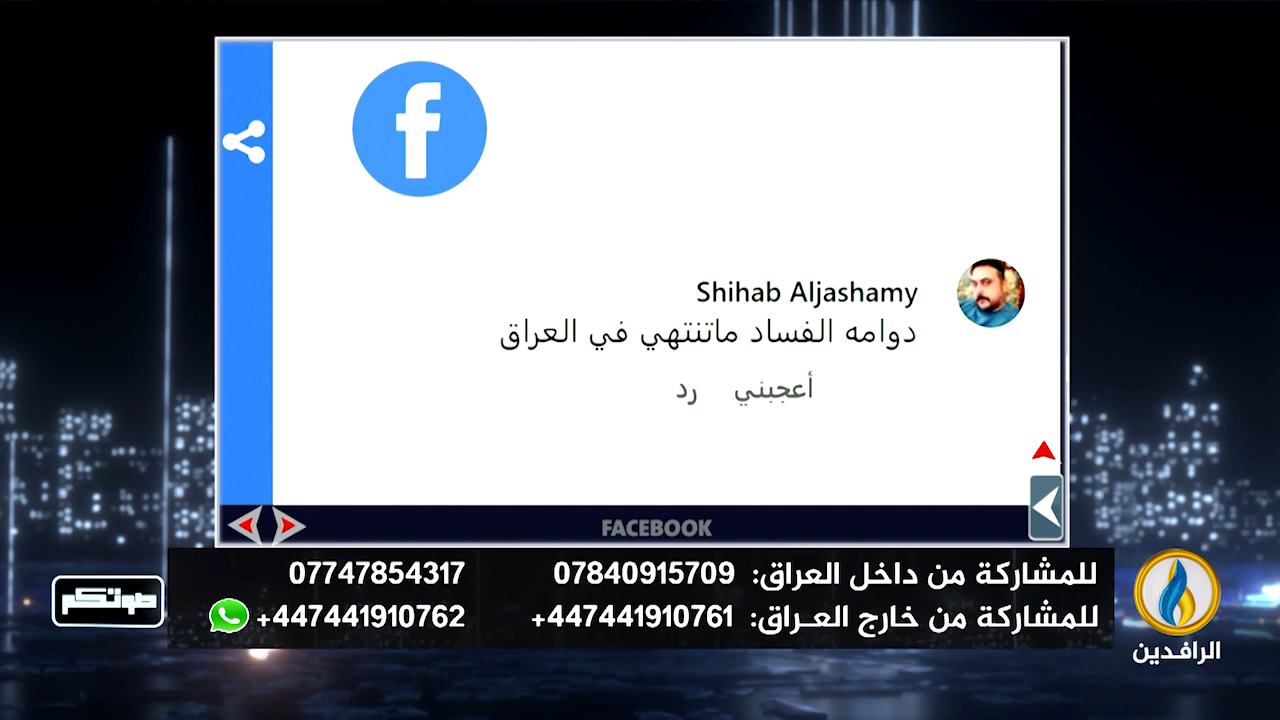 Shihab Aljashamy
دوامه الفساد ماتنتهي في العراق
أعجبني رد
FACEBOOK
للمشاركة من داخل العراق: 07840915709 07747854317
للمشاركة من خارج العـراق: 447441910761+ 447441910762+
صوتكم
الرافدين